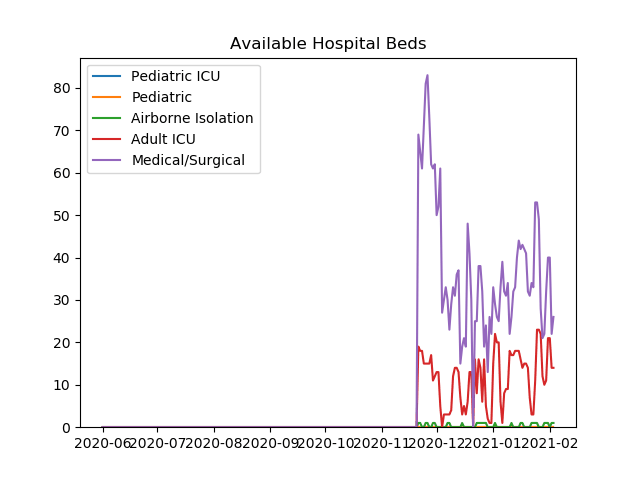 Available Hospital Beds
Pediatric ICU
Pediatric
Airborne Isolation
Adult ICU
Medical/Surgical
80
70
60
50
40
30
20
10
0
2020-06 2020-07 2020-08 2020-09 2020-10 2020-11 2020-12 2021-01 2021-02